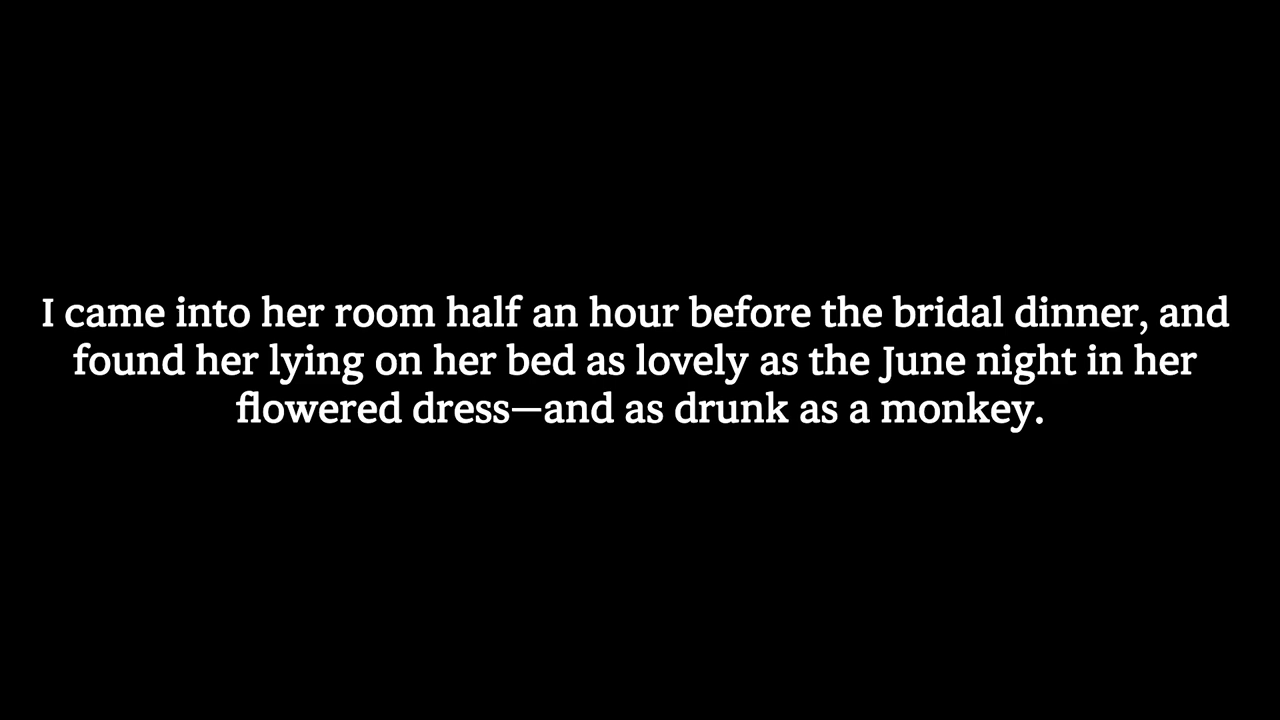 I came into her room half an hour before the bridal dinner, and
found her lying on her bed as lovely as the June night in her
flowered dress—and as drunk as a monkey.